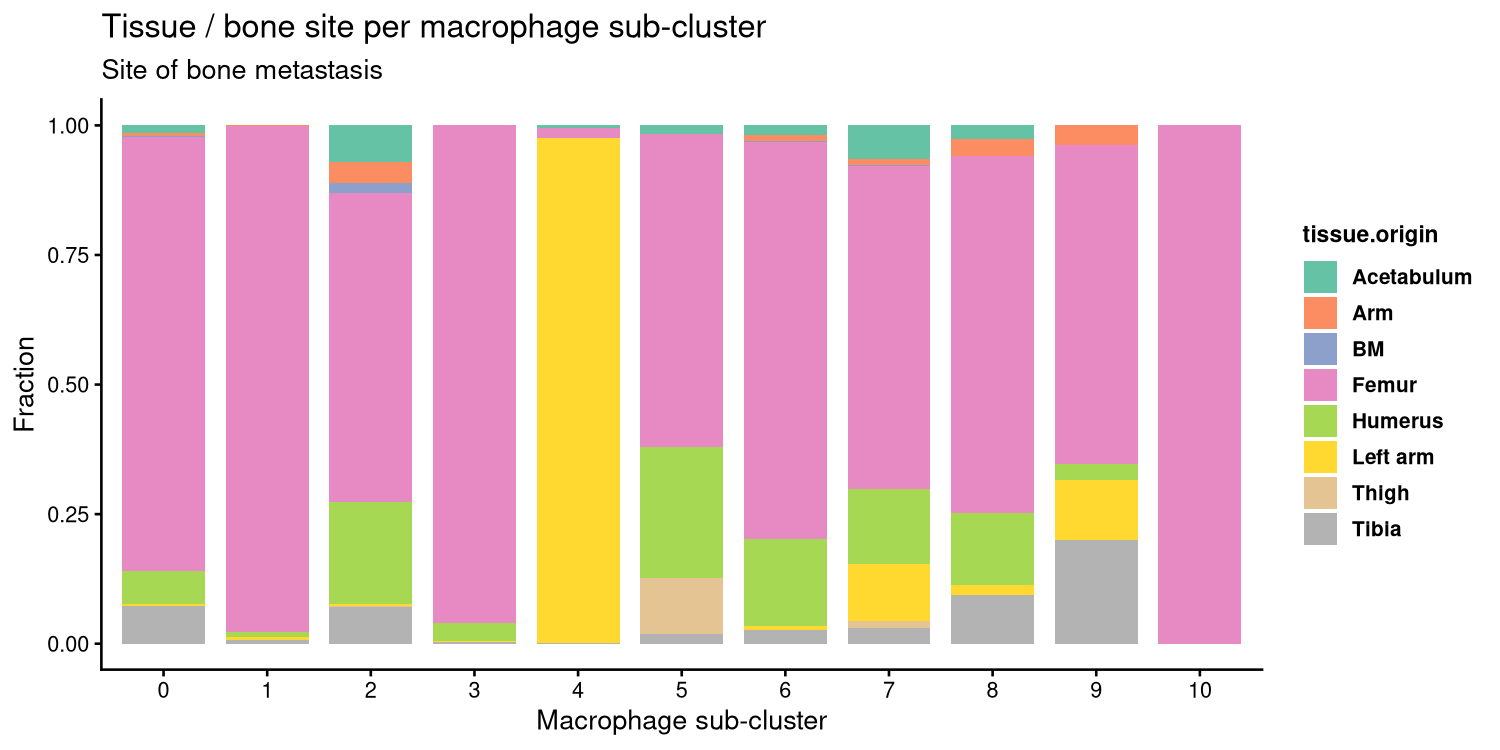 Tissue / bone site per macrophage sub-cluster
Site of bone metastasis
1.00
0.75
0.50
0.25
0.00
Fraction
0 1 2 3 4 5 6 7 8 9 10
Macrophage sub-cluster
tissue.origin
Acetabulum
Arm
BM
Femur
Humerus
Left arm
Thigh
Tibia